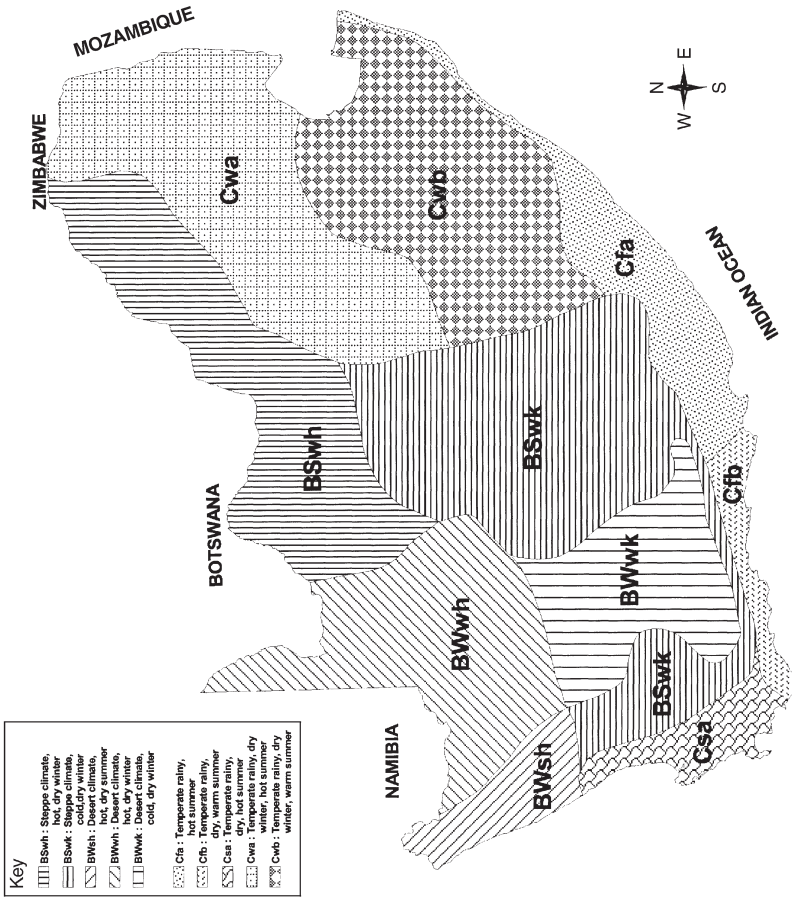 Key
BSwh : Steppe climate,
hot, dry winter
BSwk : Steppe climate,
cold,dry winter
BWsh : Desert climate,
hot, dry summer
BWwh : Desert climate,
hot, dry winter
BWwk : Desert climate,
cold, dry winter
Cfa : Temperate rainy,
hot summer
Cfb : Temperate rainy,
dry, warm summer
Csa : Temperate rainy,
dry, hot summer
Cwa : Temperate rainy, dry
winter, hot summer
Cwb : Temperate rainy, dry
winter, warm summer
NAMIBIA
BOTSWANA
ZIMBABWE
MOZAMBIQUE
BWsh
BWwh
BSwh
Cwa
Csa
BSwk
BWwk
BSwk
Cwb
Cfb
Cfa
INDIAN OCEAN
N
W
E
S